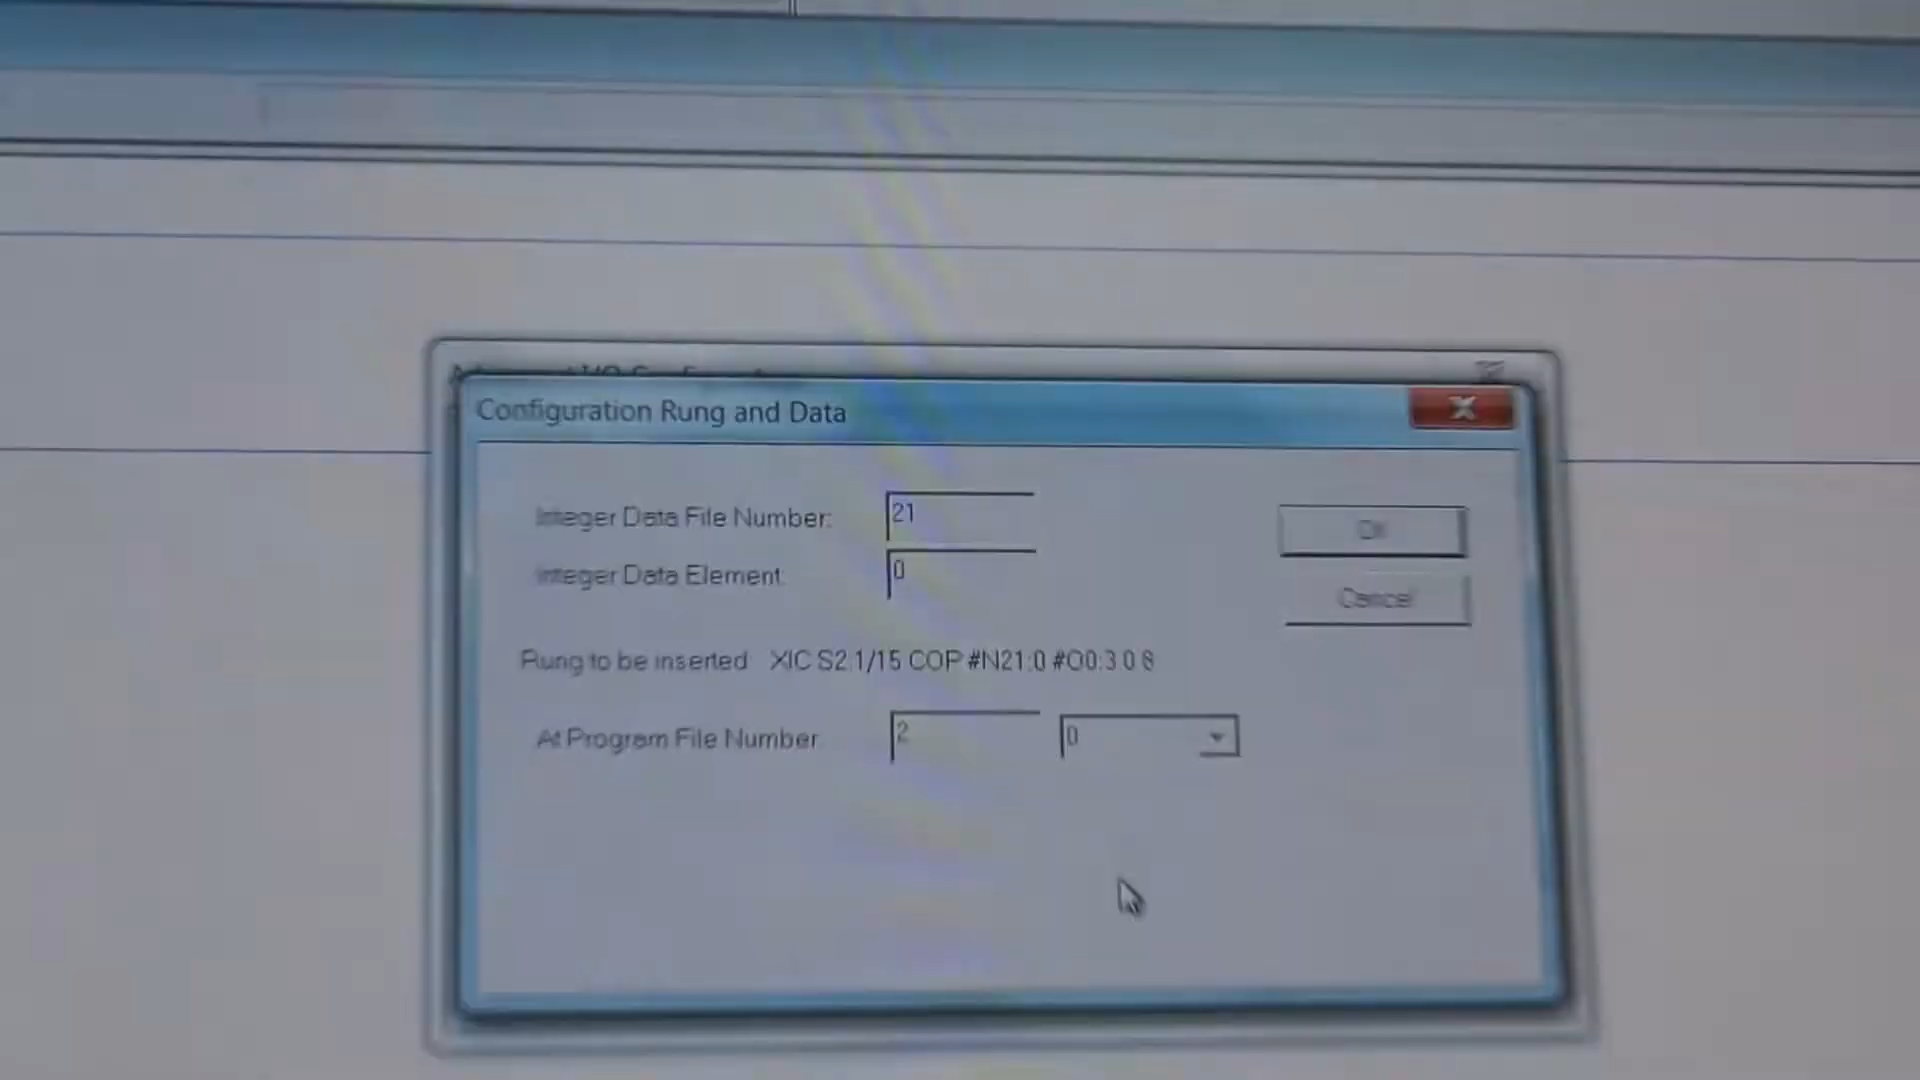 Configuration Rung and Data
Integer Data File Number: 21
OK
Integer Data Element 0
Cancel
Rung to be inserted XIC S2:1/15 COP #N21:0 #O0:3.0 8
At Program File Number 2 0